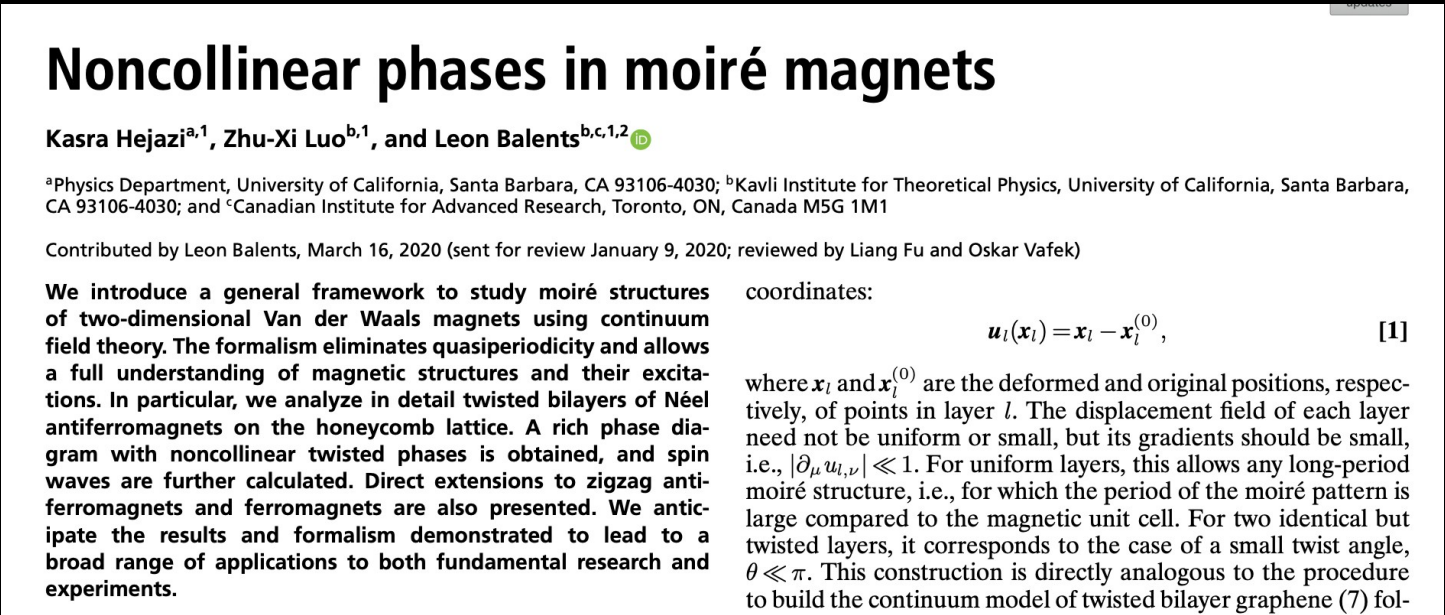 updates
Noncollinear phases in moiré magnets
Kasra Hejazi^a,1, Zhu-Xi Luo^b,1, and Leon Balents^b,c,1,2 iD
^aPhysics Department, University of California, Santa Barbara, CA 93106-4030; ^bKavli Institute for Theoretical Physics, University of California, Santa Barbara,
CA 93106-4030; and ^cCanadian Institute for Advanced Research, Toronto, ON, Canada M5G 1M1
Contributed by Leon Balents, March 16, 2020 (sent for review January 9, 2020; reviewed by Liang Fu and Oskar Vafek)
We introduce a general framework to study moiré structures
of two-dimensional Van der Waals magnets using continuum
field theory. The formalism eliminates quasiperiodicity and allows
a full understanding of magnetic structures and their excita-
tions. In particular, we analyze in detail twisted bilayers of Néel
antiferromagnets on the honeycomb lattice. A rich phase dia-
gram with noncollinear twisted phases is obtained, and spin
waves are further calculated. Direct extensions to zigzag anti-
ferromagnets and ferromagnets are also presented. We antic-
ipate the results and formalism demonstrated to lead to a
broad range of applications to both fundamental research and
experiments.
coordinates:
u_l(x_l) = x_l − x_l^(0), [1]
where x_l and x_l^(0) are the deformed and original positions, respec-
tively, of points in layer l. The displacement field of each layer
need not be uniform or small, but its gradients should be small,
i.e., |∂_μ u_l,ν| ≪ 1. For uniform layers, this allows any long-period
moiré structure, i.e., for which the period of the moiré pattern is
large compared to the magnetic unit cell. For two identical but
twisted layers, it corresponds to the case of a small twist angle,
θ ≪ π. This construction is directly analogous to the procedure
to build the continuum model of twisted bilayer graphene (7) fol-